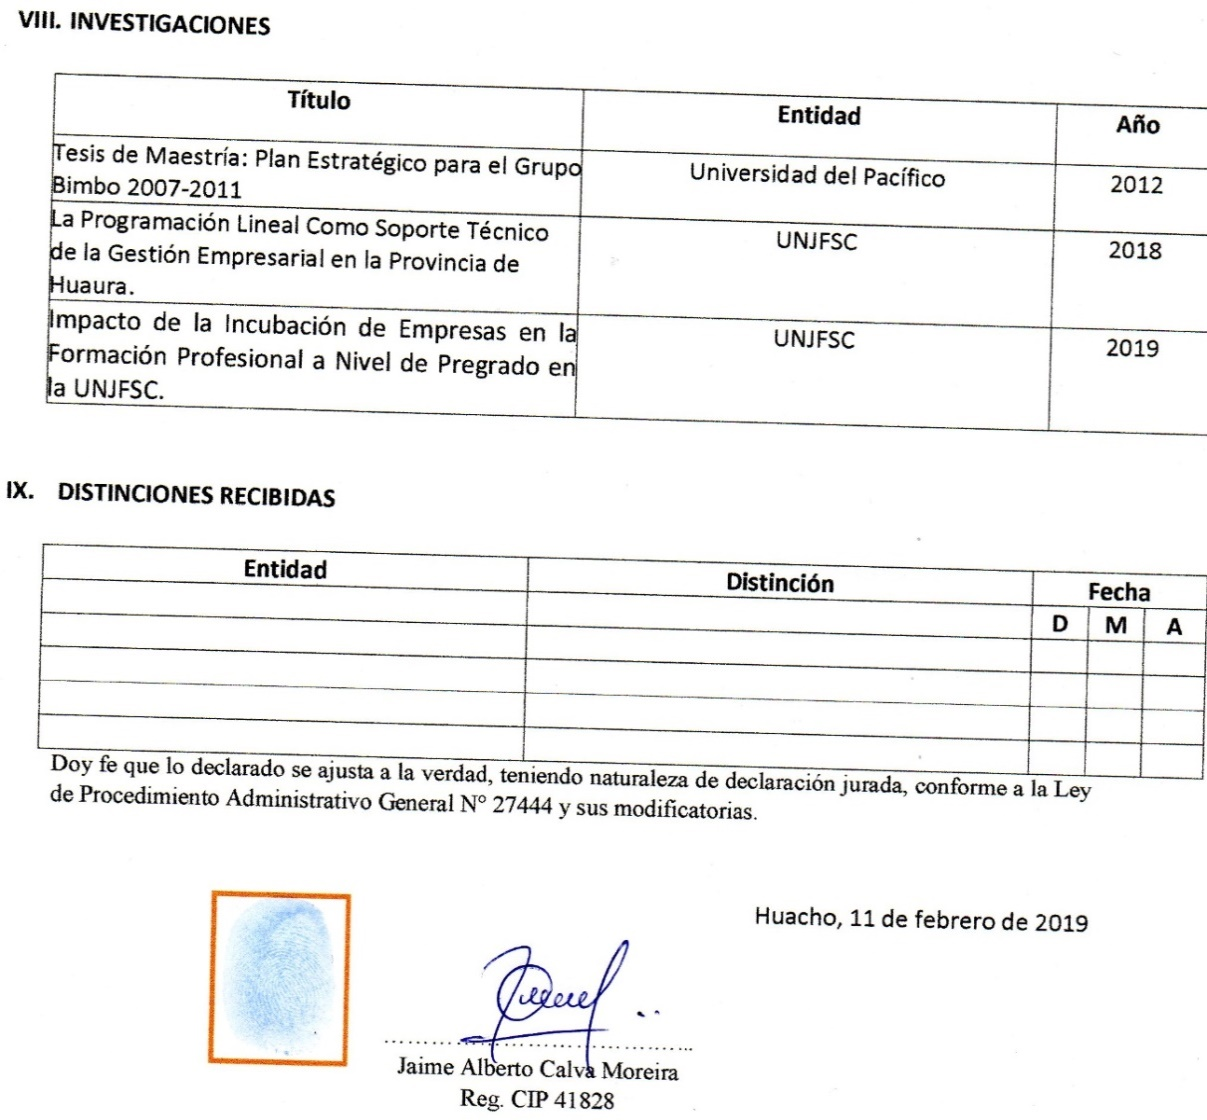 VIII. INVESTIGACIONES
Título Entidad Año
Tesis de Maestría: Plan Estratégico para el Grupo Universidad del Pacífico 2012
Bimbo 2007-2011
La Programación Lineal Como Soporte Técnico UNJFSC 2018
de la Gestión Empresarial en la Provincia de
Huaura.
Impacto de la Incubación de Empresas en la UNJFSC 2019
Formación Profesional a Nivel de Pregrado en
la UNJFSC.
IX. DISTINCIONES RECIBIDAS
Entidad Distinción Fecha
D M A
Doy fe que lo declarado se ajusta a la verdad, teniendo naturaleza de declaración jurada, conforme a la Ley
de Procedimiento Administrativo General N° 27444 y sus modificatorias.
Huacho, 11 de febrero de 2019
Jaime Alberto Calva Moreira
Reg. CIP 41828